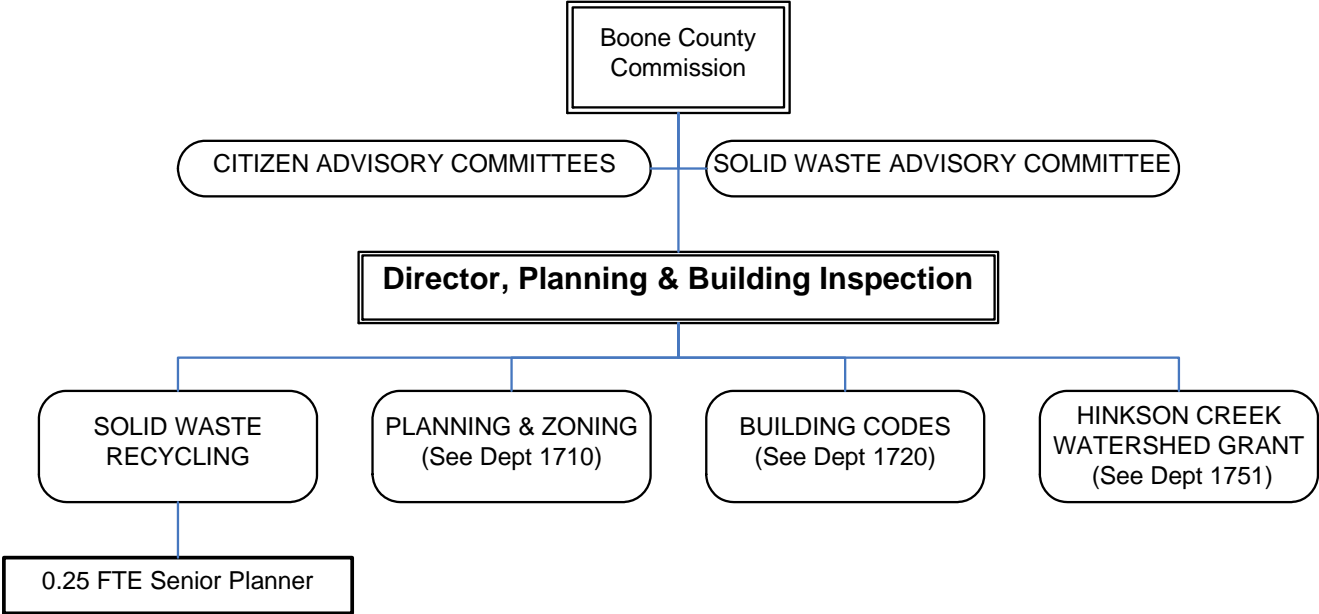 Boone County
Commission
CITIZEN ADVISORY COMMITTEES
SOLID WASTE ADVISORY COMMITTEE
Director, Planning & Building Inspection
SOLID WASTE
RECYCLING
PLANNING & ZONING
(See Dept 1710)
BUILDING CODES
(See Dept 1720)
HINKSON CREEK
WATERSHED GRANT
(See Dept 1751)
0.25 FTE Senior Planner